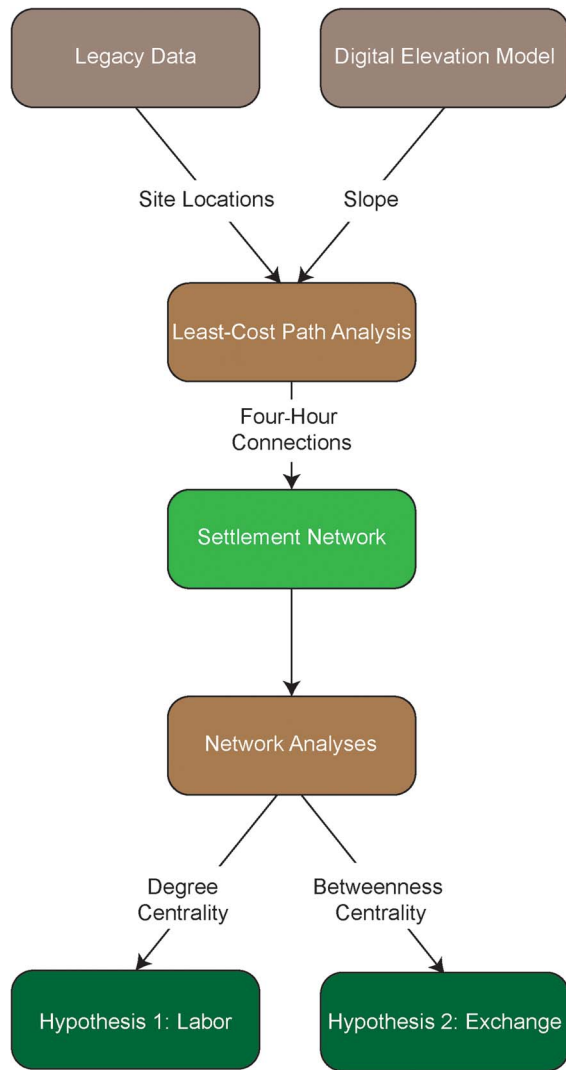 Legacy Data
Digital Elevation Model
Site Locations
Slope
Least-Cost Path Analysis
Four-Hour
Connections
Settlement Network
Network Analyses
Degree
Centrality
Betweenness
Centrality
Hypothesis 1: Labor
Hypothesis 2: Exchange